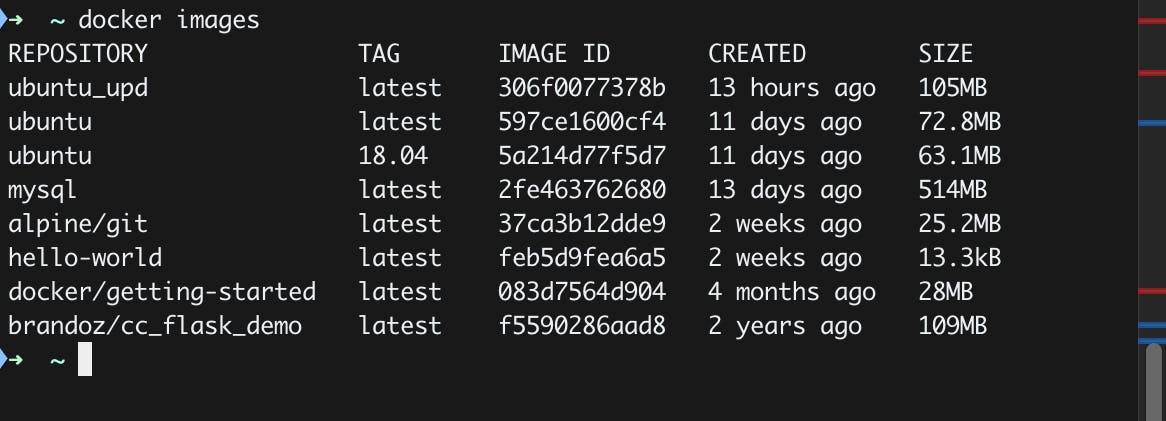 ➜ ~ docker images
REPOSITORY TAG IMAGE ID CREATED SIZE
ubuntu_upd latest 306f0077378b 13 hours ago 105MB
ubuntu latest 597ce1600cf4 11 days ago 72.8MB
ubuntu 18.04 5a214d77f5d7 11 days ago 63.1MB
mysql latest 2fe463762680 13 days ago 514MB
alpine/git latest 37ca3b12dde9 2 weeks ago 25.2MB
hello-world latest feb5d9fea6a5 2 weeks ago 13.3kB
docker/getting-started latest 083d7564d904 4 months ago 28MB
brandoz/cc_flask_demo latest f5590286aad8 2 years ago 109MB
➜ ~